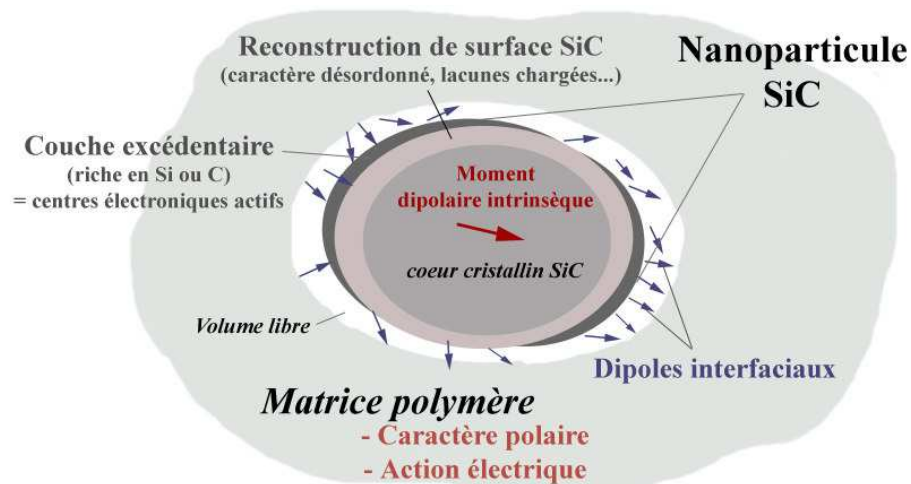 Reconstruction de surface SiC
(caractère désordonné, lacunes chargées...)
Nanoparticule
SiC
Couche excédentaire
(riche en Si ou C)
= centres électroniques actifs
Moment
dipolaire intrinsèque
coeur cristallin SiC
Volume libre
Dipoles interfaciaux
Matrice polymère
- Caractère polaire
- Action électrique